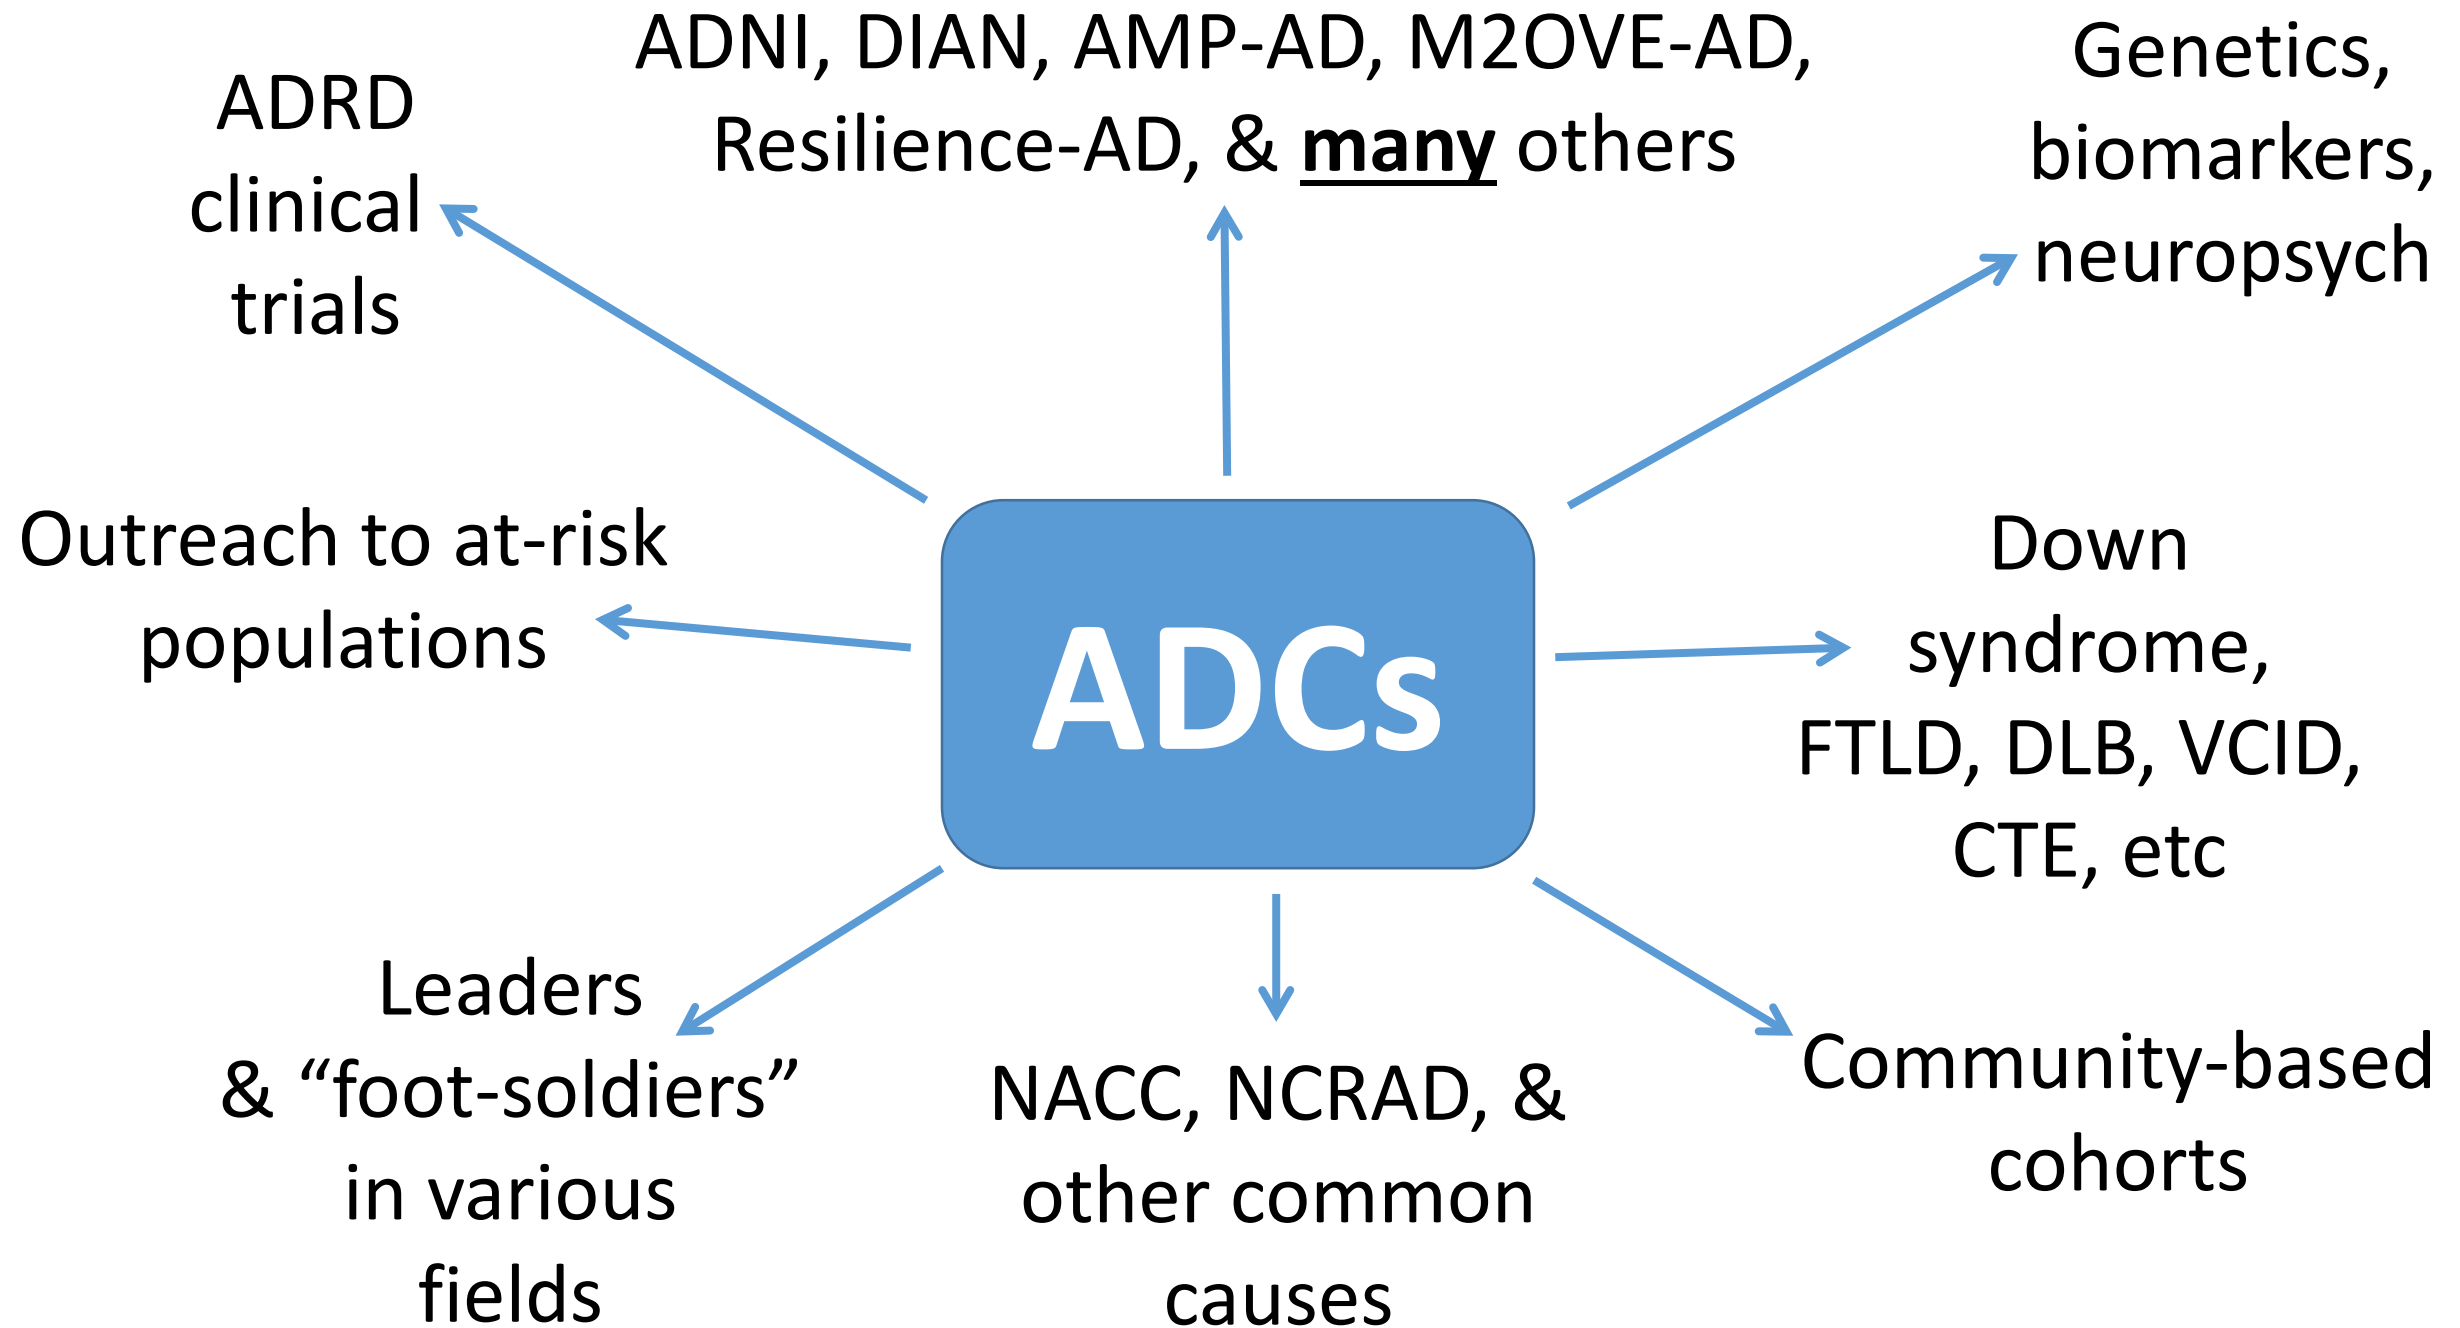 ADNI, DIAN, AMP-AD, M2OVE-AD,
Resilience-AD, & many others
ADRD
clinical
trials
Genetics,
biomarkers,
neuropsych
Outreach to at-risk
populations
ADCs
Down
syndrome,
FTLD, DLB, VCID,
CTE, etc
Leaders
& “foot-soldiers”
in various
fields
NACC, NCRAD, &
other common
causes
Community-based
cohorts